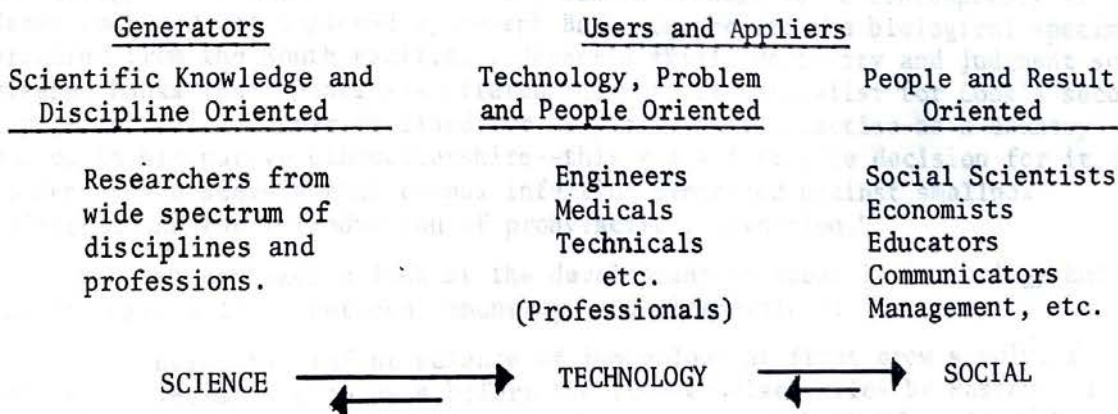 Generators
Users and Appliers
Scientific Knowledge and
Discipline Oriented
Technology, Problem
and People Oriented
People and Result
Oriented
Researchers from
wide spectrum of
disciplines and
professions.
Engineers
Medicals
Technicals
etc.
(Professionals)
Social Scientists
Economists
Educators
Communicators
Management, etc.
SCIENCE
TECHNOLOGY
SOCIAL